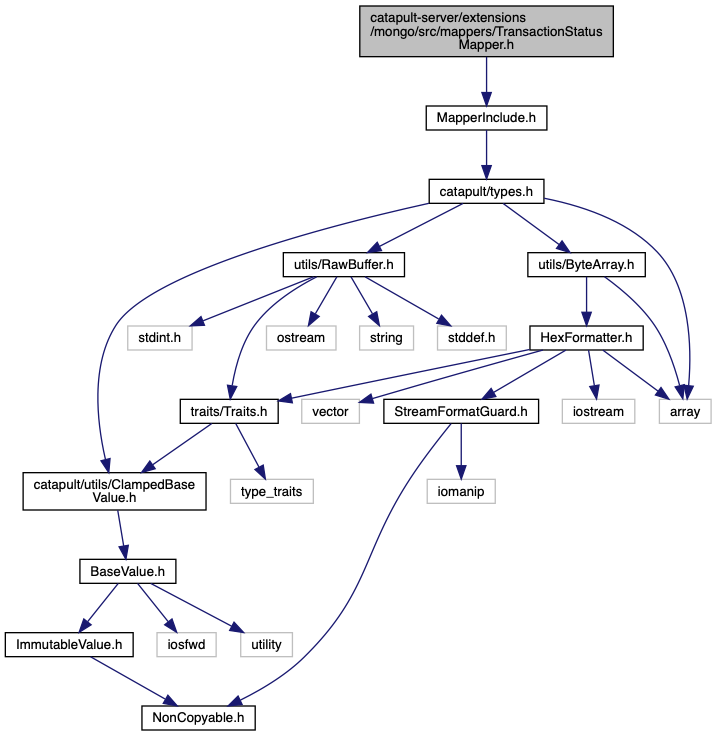 catapult-server/extensions
/mongo/src/mappers/TransactionStatus
Mapper.h
MapperInclude.h
catapult/types.h
utils/RawBuffer.h
utils/ByteArray.h
stdint.h
ostream
string
stddef.h
HexFormatter.h
traits/Traits.h
vector
StreamFormatGuard.h
iostream
array
catapult/utils/ClampedBase
Value.h
type_traits
iomanip
BaseValue.h
ImmutableValue.h
iosfwd
utility
NonCopyable.h